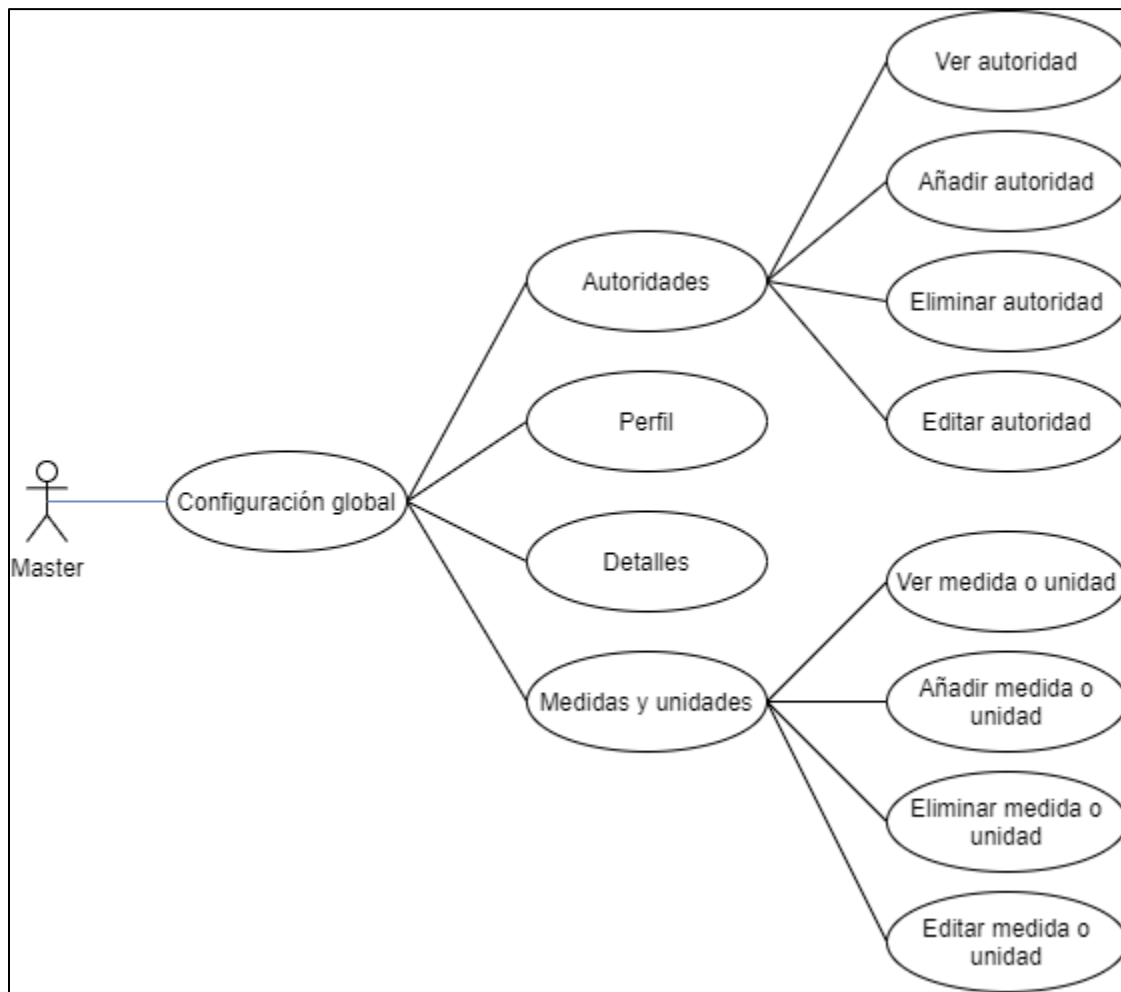 Ver autoridad
Añadir autoridad
Autoridades
Eliminar autoridad
Perfil
Editar autoridad
Configuración global
Master
Detalles
Ver medida o unidad
Medidas y unidades
Añadir medida o
unidad
Eliminar medida o
unidad
Editar medida o
unidad